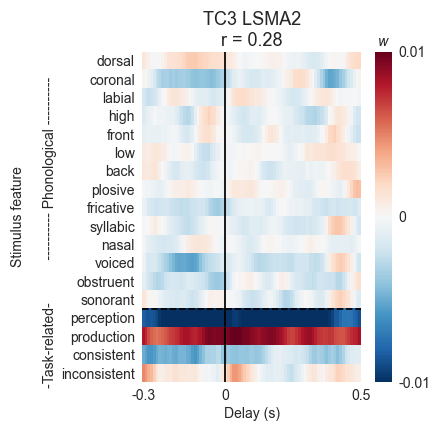 TC3 LSMA2
r = 0.28
w
dorsal
coronal
labial
high
front
low
back
plosive
fricative
syllabic
nasal
voiced
obstruent
sonorant
perception
production
consistent
inconsistent
Stimulus feature
----------- Phonological -----------
-Task-related-
-0.3
0
0.5
Delay (s)
0.01
0
-0.01